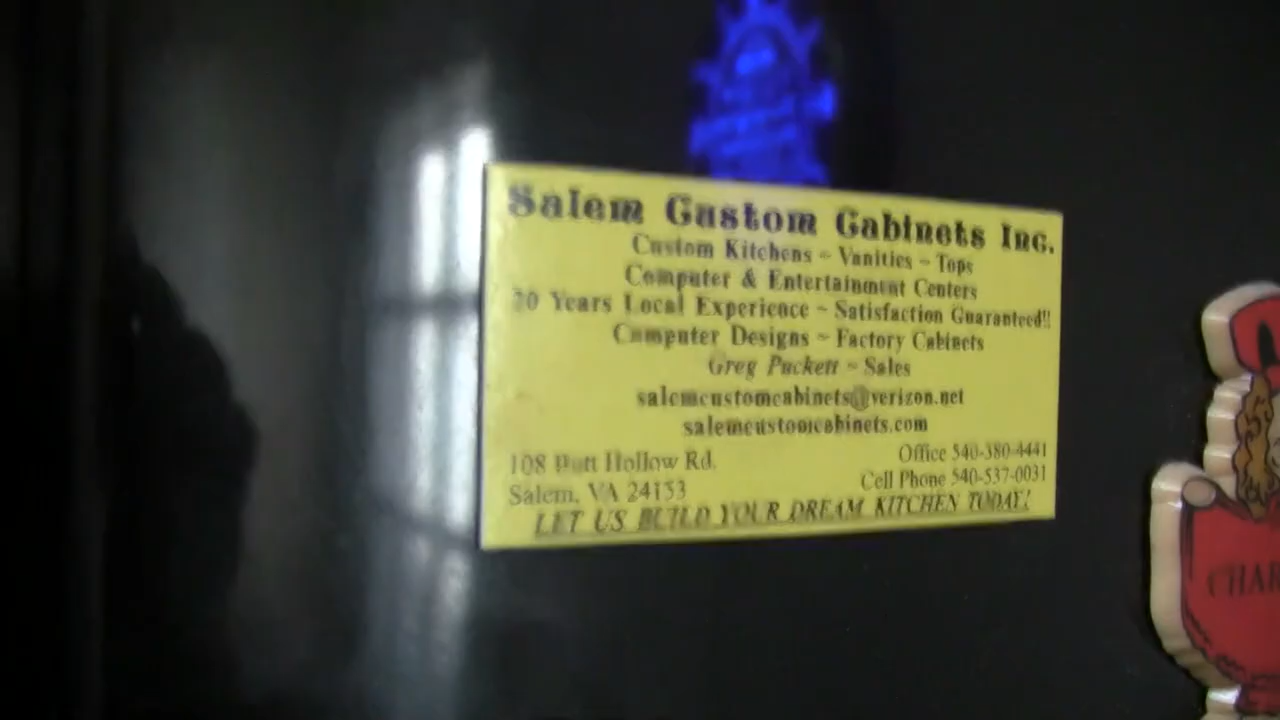 Salem Custom Cabinets Inc.
Custom Kitchens ~ Vanities ~ Tops
Computer & Entertainment Centers
20 Years Local Experience ~ Satisfaction Guaranteed!!
Computer Designs ~ Factory Cabinets
Greg Puckett ~ Sales
salemcustomcabinets@verizon.net
salemcustomcabinets.com
108 Butt Hollow Rd. Office 540-380-4441
Salem, VA 24153 Cell Phone 540-537-0031
LET US BUILD YOUR DREAM KITCHEN TODAY!
CHAR